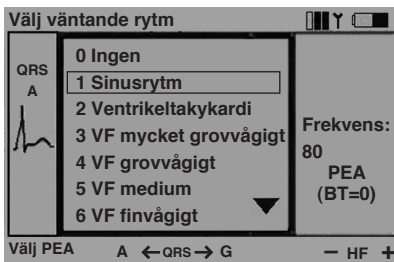 Välj väntande rytm
QRS
A
0 Ingen
1 Sinusrytm
2 Ventrikeltakykardi
3 VF mycket grovvågigt
4 VF grovvågigt
5 VF medium
6 VF finvågigt
Frekvens:
80
PEA
(BT=0)
Välj PEA A ←QRS→ G − HF +